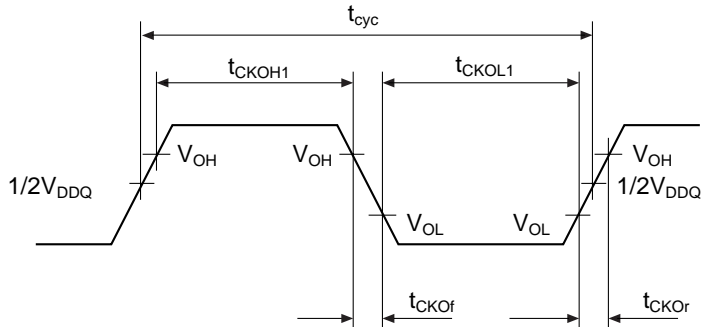 tcyc
tCKOH1
tCKOL1
VOH
VOH
VOH
1/2VDDQ
1/2VDDQ
VOL
VOL
tCKOf
tCKOr